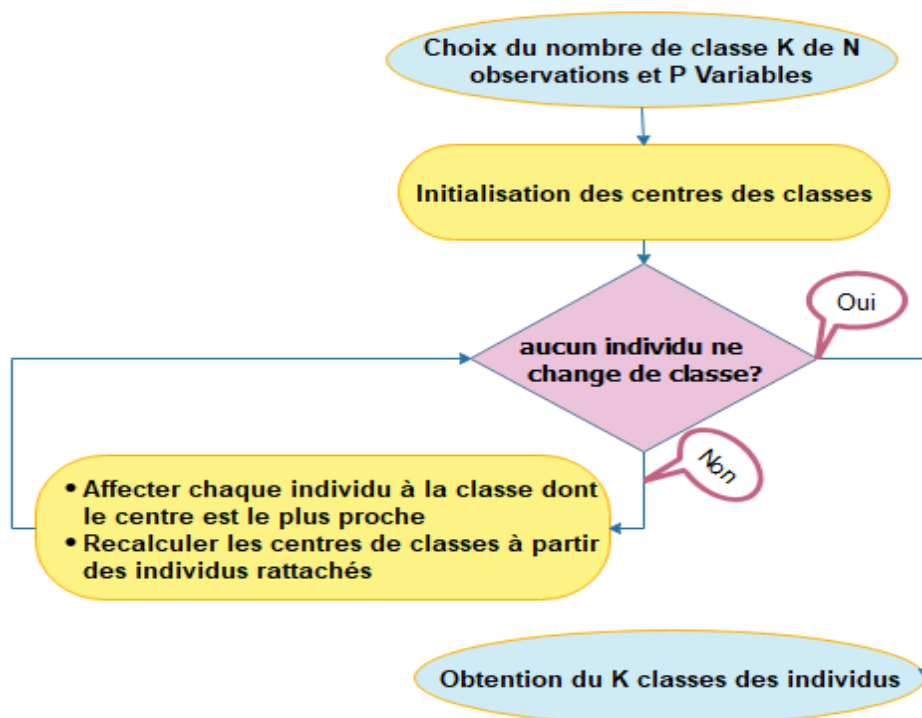 Choix du nombre de classe K de N
observations et P Variables
Initialisation des centres des classes
Oui
aucun individu ne
change de classe?
Non
• Affecter chaque individu à la classe dont
le centre est le plus proche
• Recalculer les centres de classes à partir
des individus rattachés
Obtention du K classes des individus